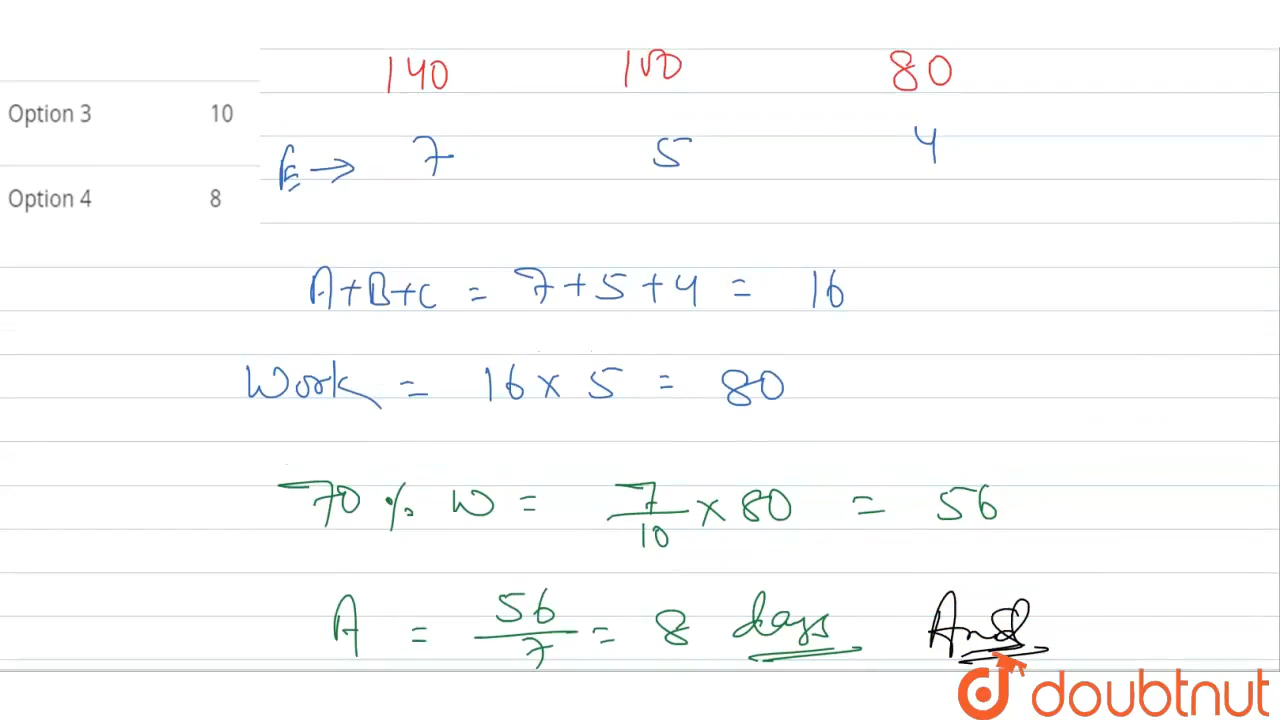 140 100 80
Option 3 10
E → 7 5 4
Option 4 8
A+B+C = 7+5+4 = 16
Work = 16 × 5 = 80
70 % W = 7/10 × 80 = 56
A = 56/7 = 8 days Ans
doubtnut